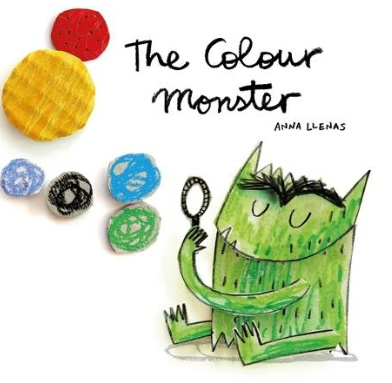 The Colour
Monster
ANNA LLENAS